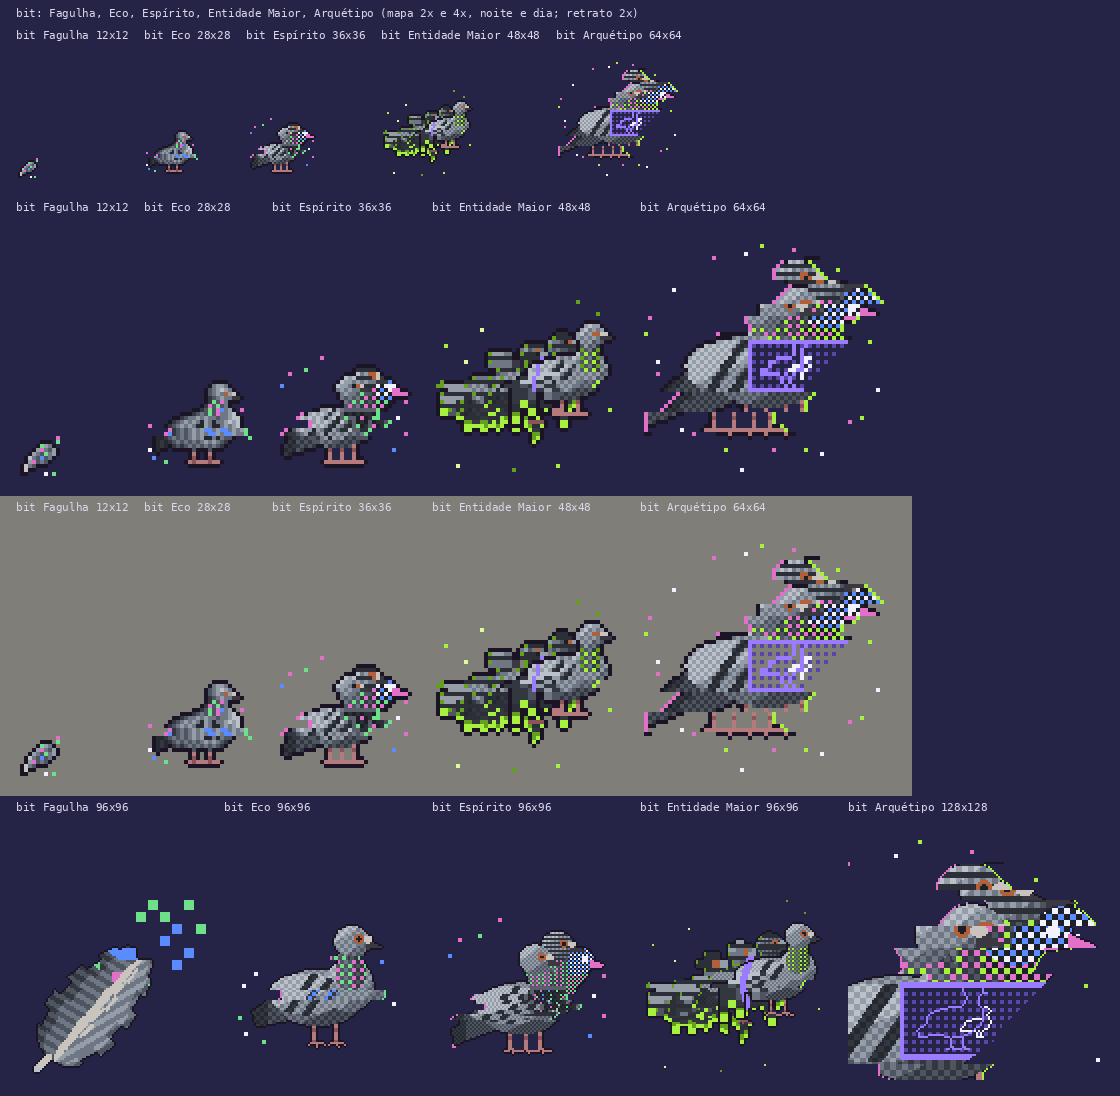 bit: Fagulha, Eco, Espírito, Entidade Maior, Arquétipo (mapa 2x e 4x, noite e dia; retrato 2x)
bit Fagulha 12x12 bit Eco 28x28 bit Espírito 36x36 bit Entidade Maior 48x48 bit Arquétipo 64x64
bit Fagulha 12x12 bit Eco 28x28 bit Espírito 36x36 bit Entidade Maior 48x48 bit Arquétipo 64x64
bit Fagulha 12x12 bit Eco 28x28 bit Espírito 36x36 bit Entidade Maior 48x48 bit Arquétipo 64x64
bit Fagulha 96x96 bit Eco 96x96 bit Espírito 96x96 bit Entidade Maior 96x96 bit Arquétipo 128x128